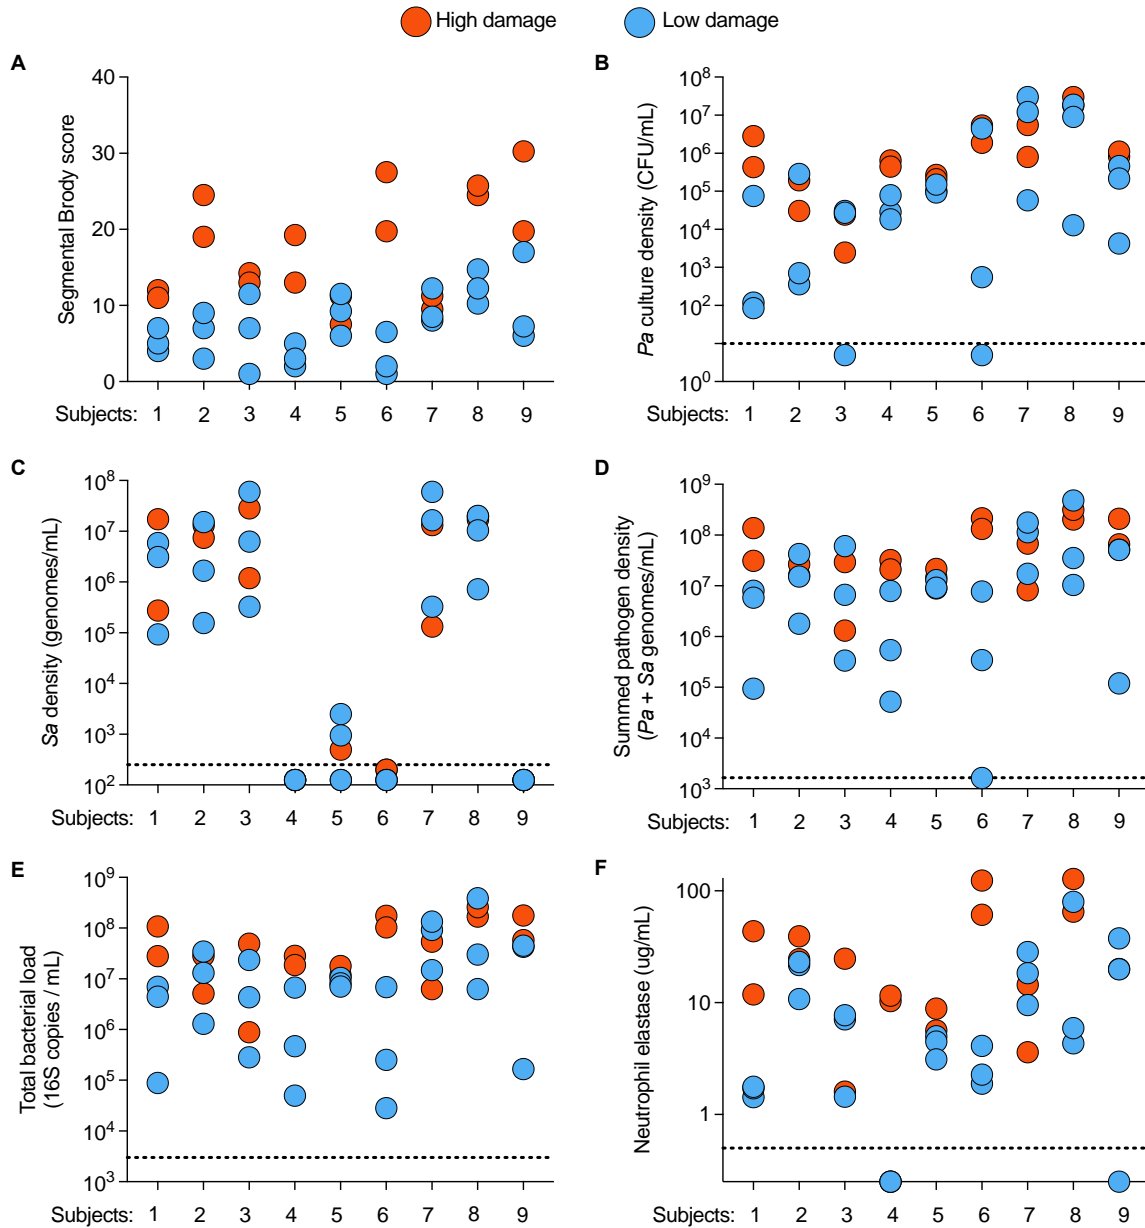 High damage
Low damage
A
40
30
20
10
0
Segmental Brody score
Subjects: 1 2 3 4 5 6 7 8 9
B
10^8
10^7
10^6
10^5
10^4
10^3
10^2
10^0
Pa culture density (CFU/mL)
Subjects: 1 2 3 4 5 6 7 8 9
C
10^8
10^7
10^6
10^5
10^4
10^3
10^2
Sa density (genomes/mL)
Subjects: 1 2 3 4 5 6 7 8 9
D
10^9
10^8
10^7
10^6
10^5
10^4
10^3
Summed pathogen density
(Pa + Sa genomes/mL)
Subjects: 1 2 3 4 5 6 7 8 9
E
10^9
10^8
10^7
10^6
10^5
10^4
10^3
Total bacterial load
(16S copies / mL)
Subjects: 1 2 3 4 5 6 7 8 9
F
100
10
1
Neutrophil elastase (ug/mL)
Subjects: 1 2 3 4 5 6 7 8 9